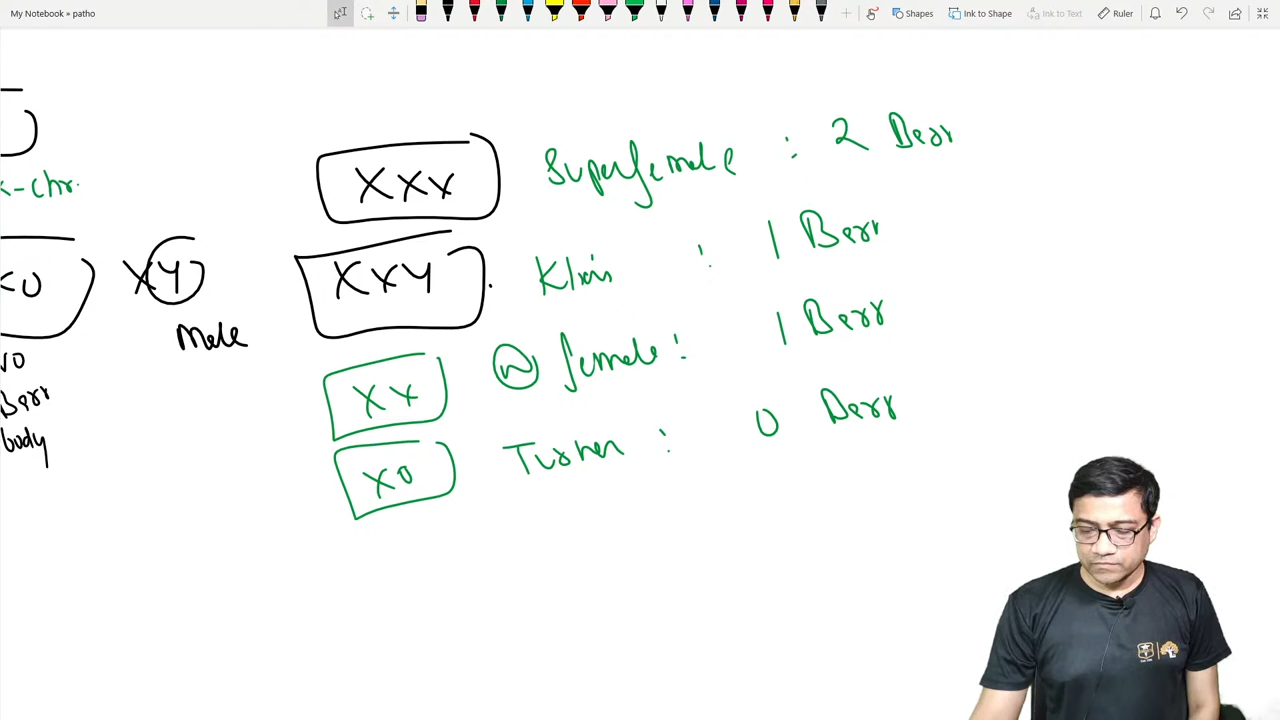 My Notebook » patho
Shapes
Ink to Shape
Ink to Text
Ruler
x-chr.
XO
XY
Male
Barr
body
XXX Superfemale : 2 Barr
XXY Klin : 1 Barr
XX N female : 1 Barr
XO Turner : 0 Barr